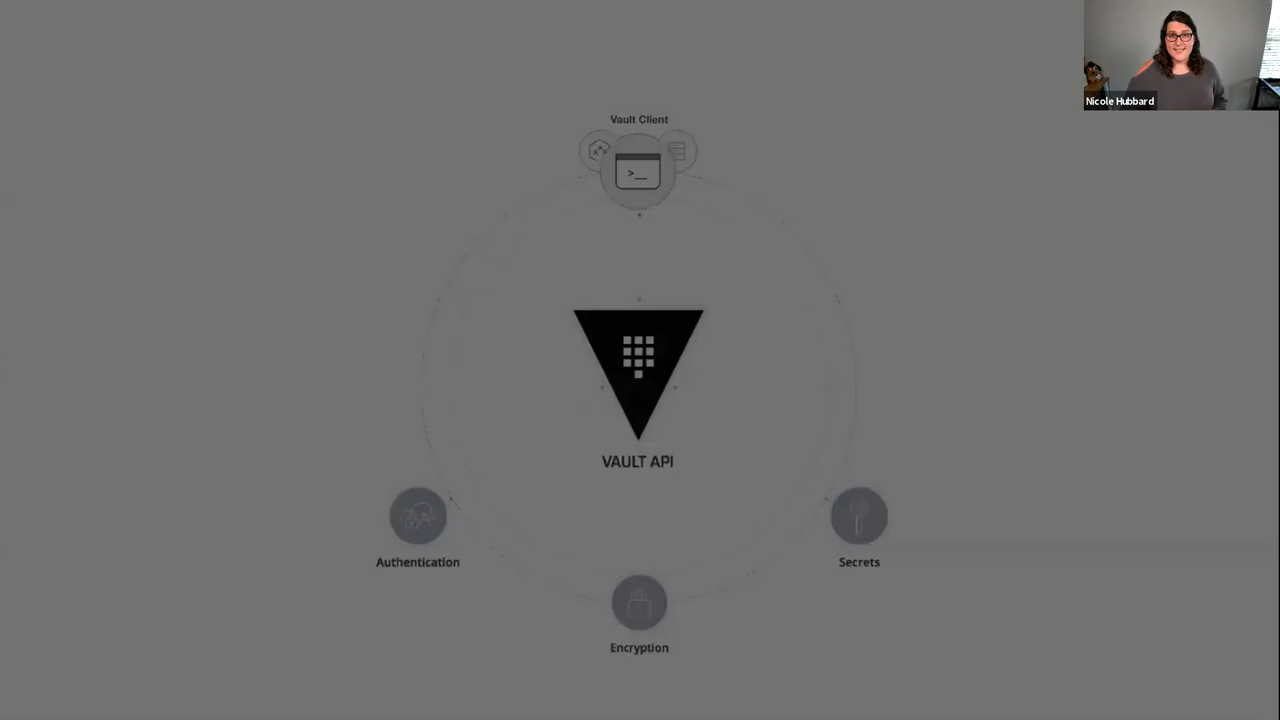 Nicole Hubbard
Vault Client
>_
VAULT API
Authentication
Secrets
Encryption